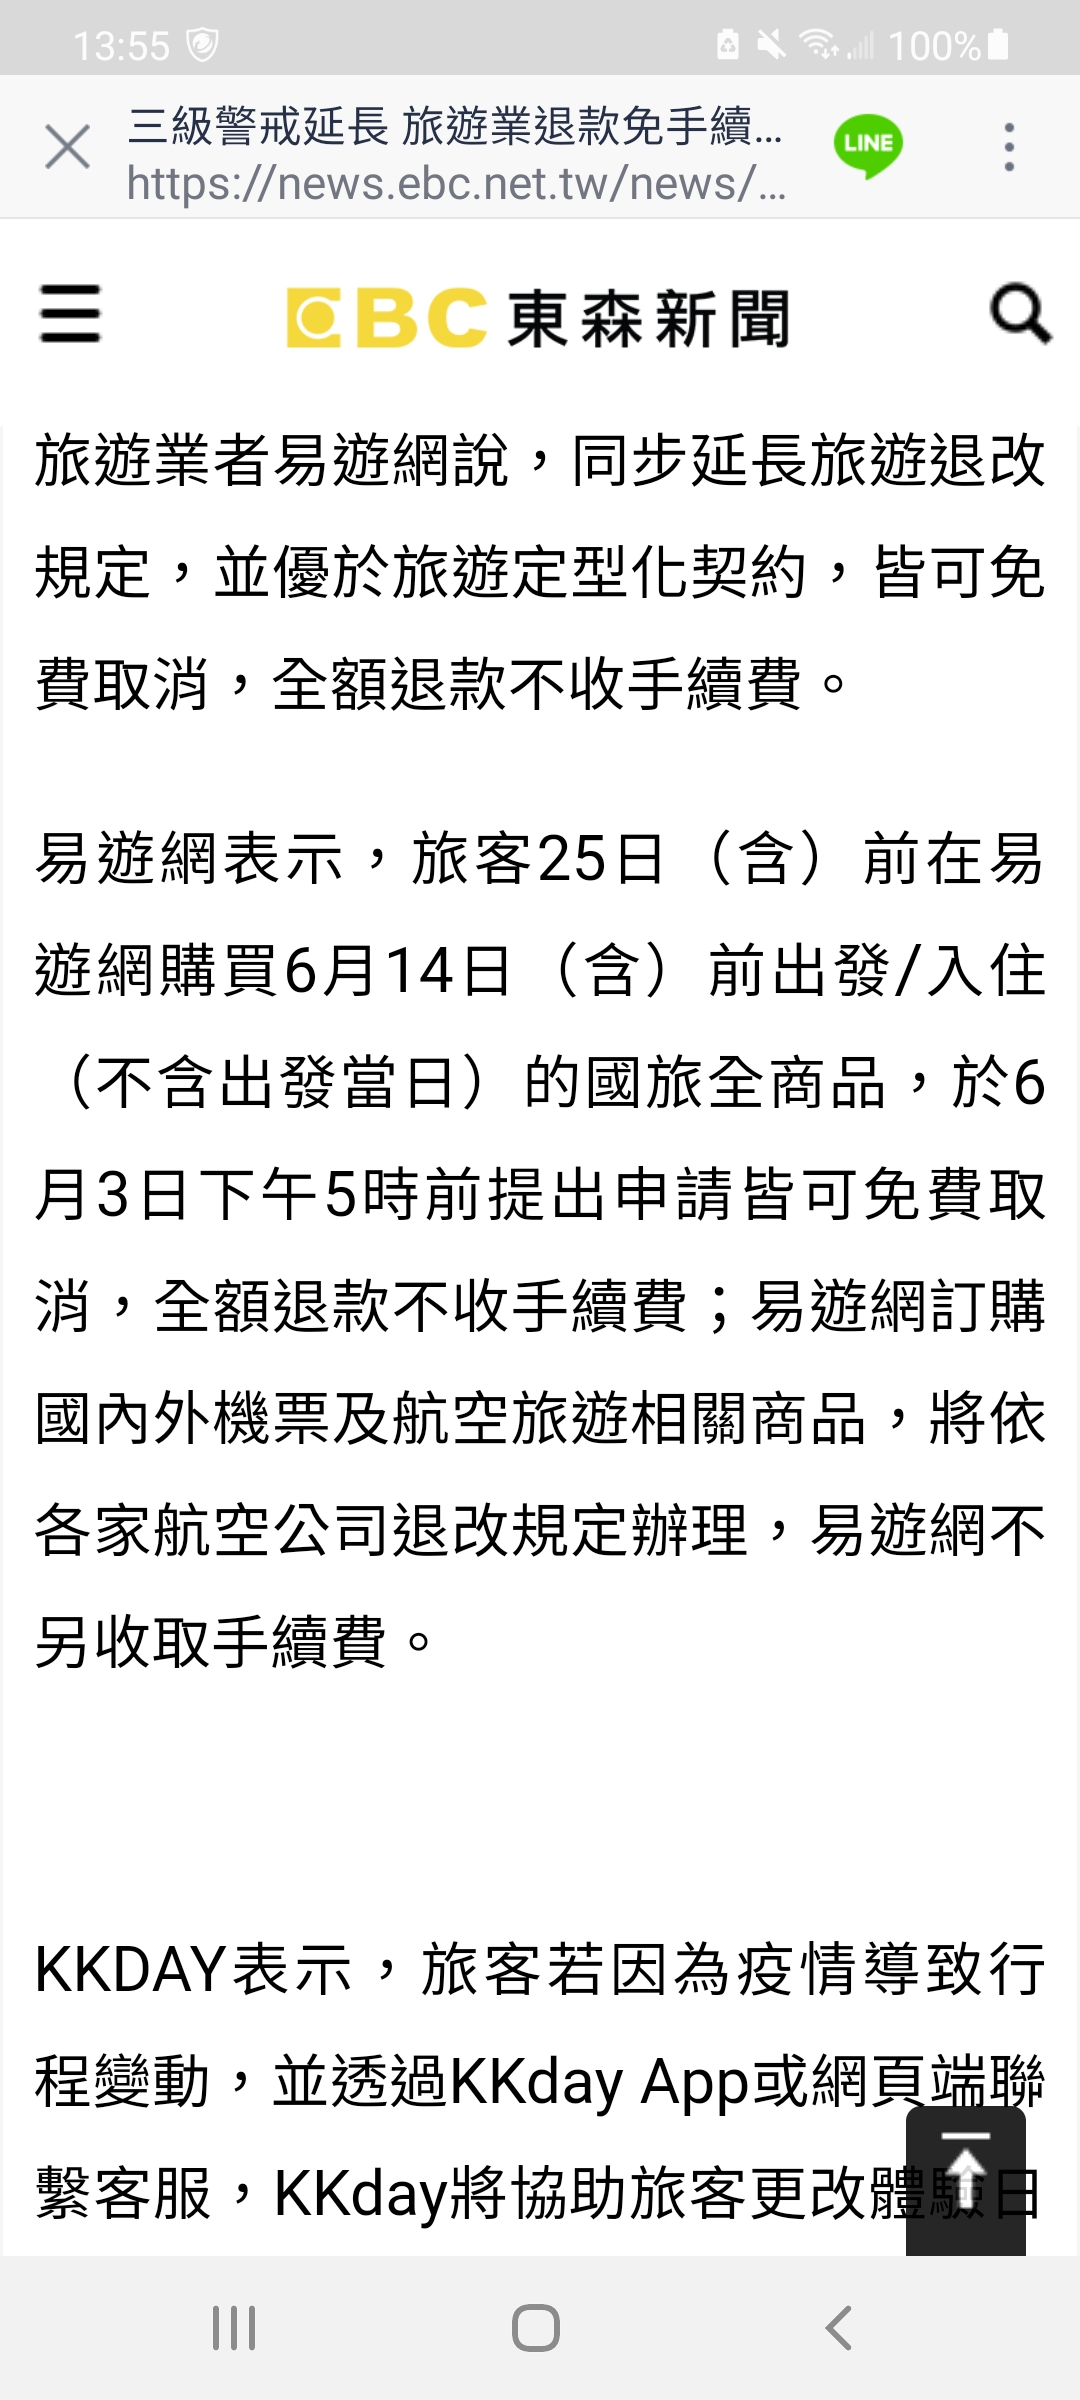 13:55
100%
三級警戒延長 旅遊業退款免手續...
https://news.ebc.net.tw/news/...
LINE
EBC 東森新聞
旅遊業者易遊網說，同步延長旅遊退改
規定，並優於旅遊定型化契約，皆可免
費取消，全額退款不收手續費。
易遊網表示，旅客25日（含）前在易
遊網購買6月14日（含）前出發/入住
（不含出發當日）的國旅全商品，於6
月3日下午5時前提出申請皆可免費取
消，全額退款不收手續費；易遊網訂購
國內外機票及航空旅遊相關商品，將依
各家航空公司退改規定辦理，易遊網不
另收取手續費。
KKDAY表示，旅客若因為疫情導致行
程變動，並透過KKday App或網頁端聯
繫客服，KKday將協助旅客更改體驗日